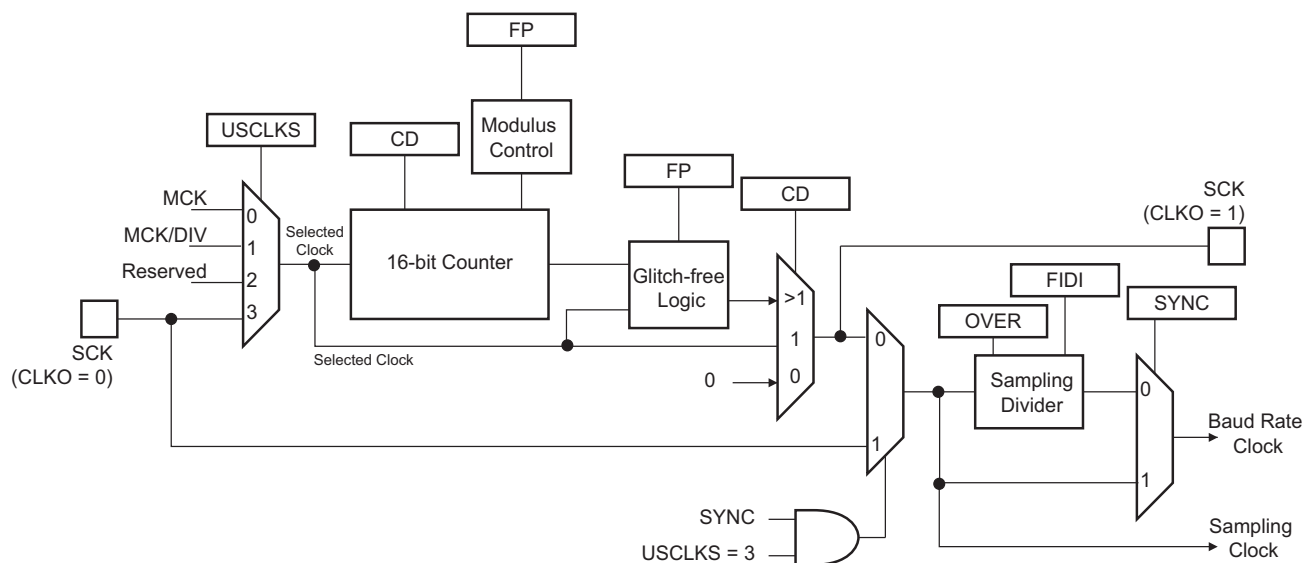 FP
USCLKS
CD
Modulus
Control
FP
CD
SCK
(CLKO = 1)
MCK
0
MCK/DIV
1
Reserved
2
3
Selected
Clock
16-bit Counter
Glitch-free
Logic
>1
1
0
0
SCK
(CLKO = 0)
Selected Clock
0
1
FIDI
OVER
SYNC
Sampling
Divider
0
1
Baud Rate
Clock
SYNC
USCLKS = 3
Sampling
Clock